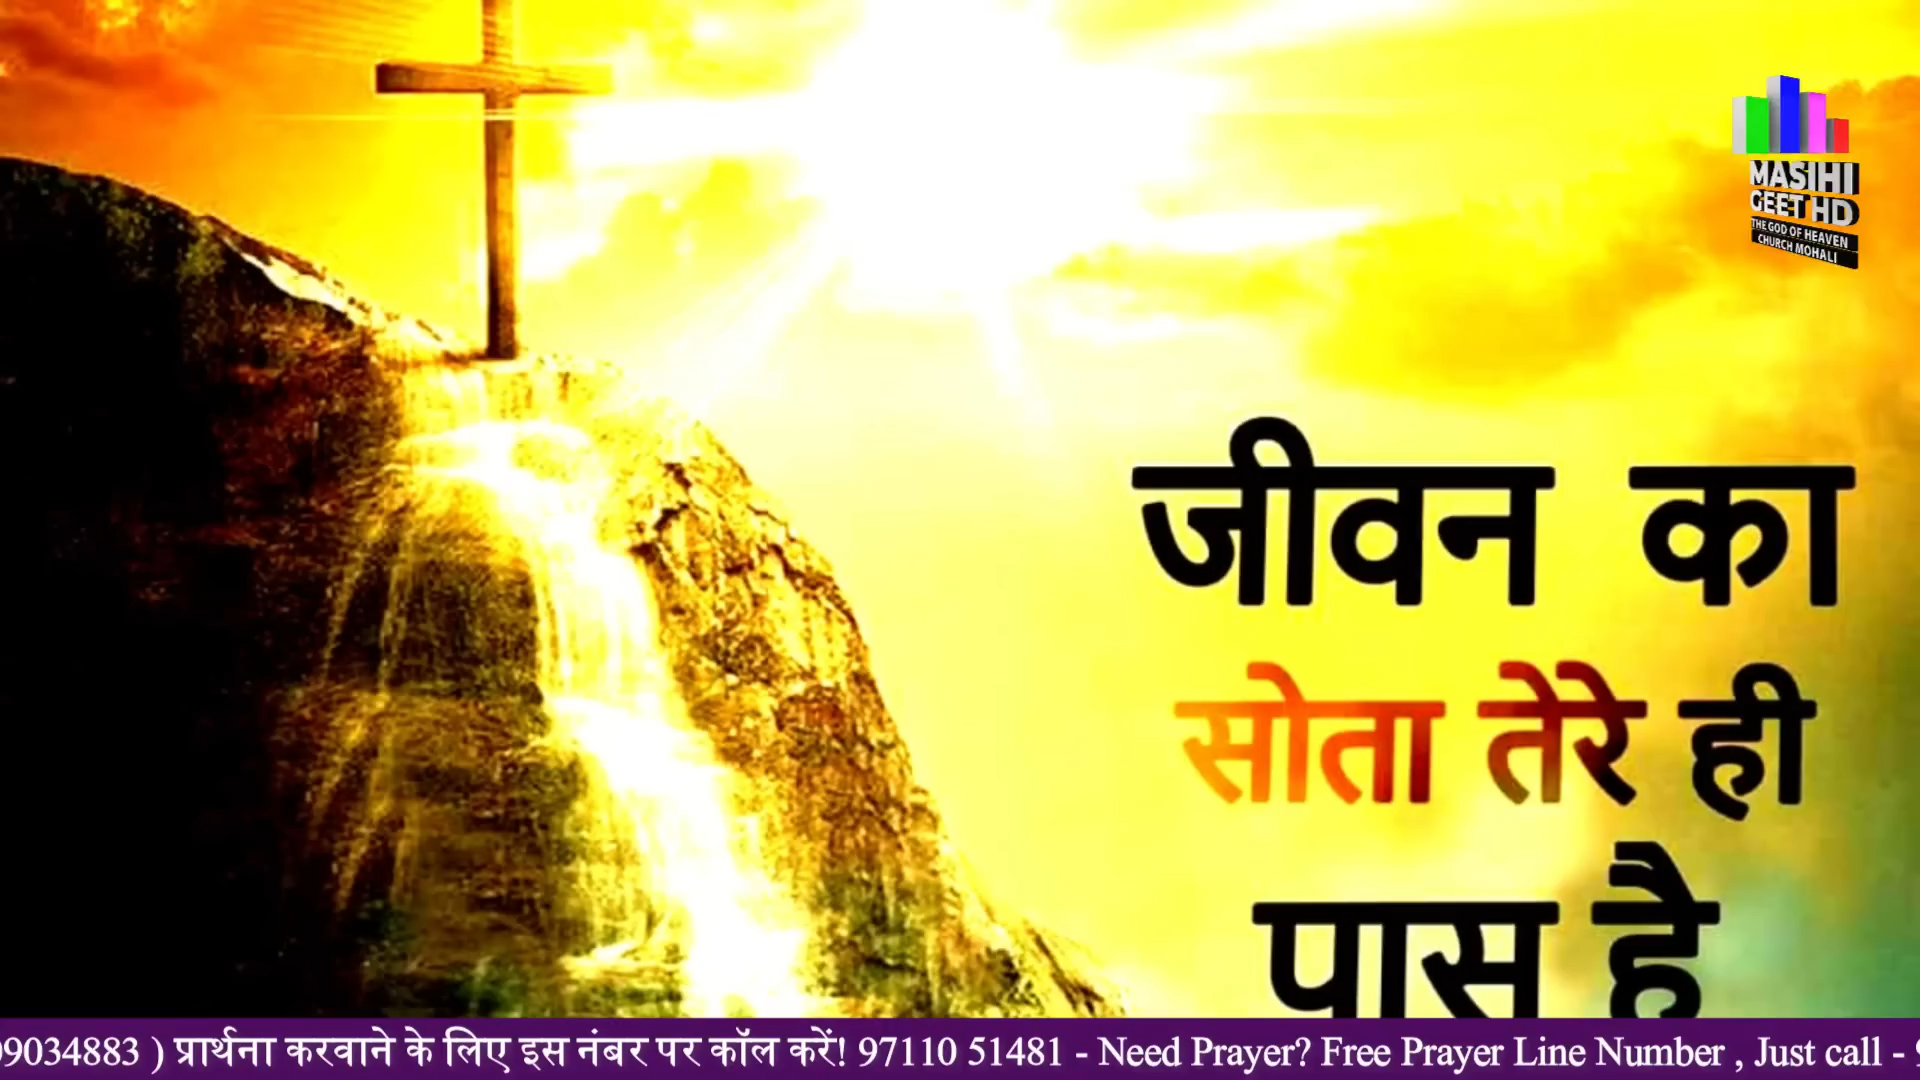 MASIHI
GEET HD
THE GOD OF HEAVEN
CHURCH MOHALI
जीवन का
सोता तेरे ही
पास है
99034883 ) प्रार्थना करवाने के लिए इस नंबर पर कॉल करें! 97110 51481 - Need Prayer? Free Prayer Line Number , Just call -